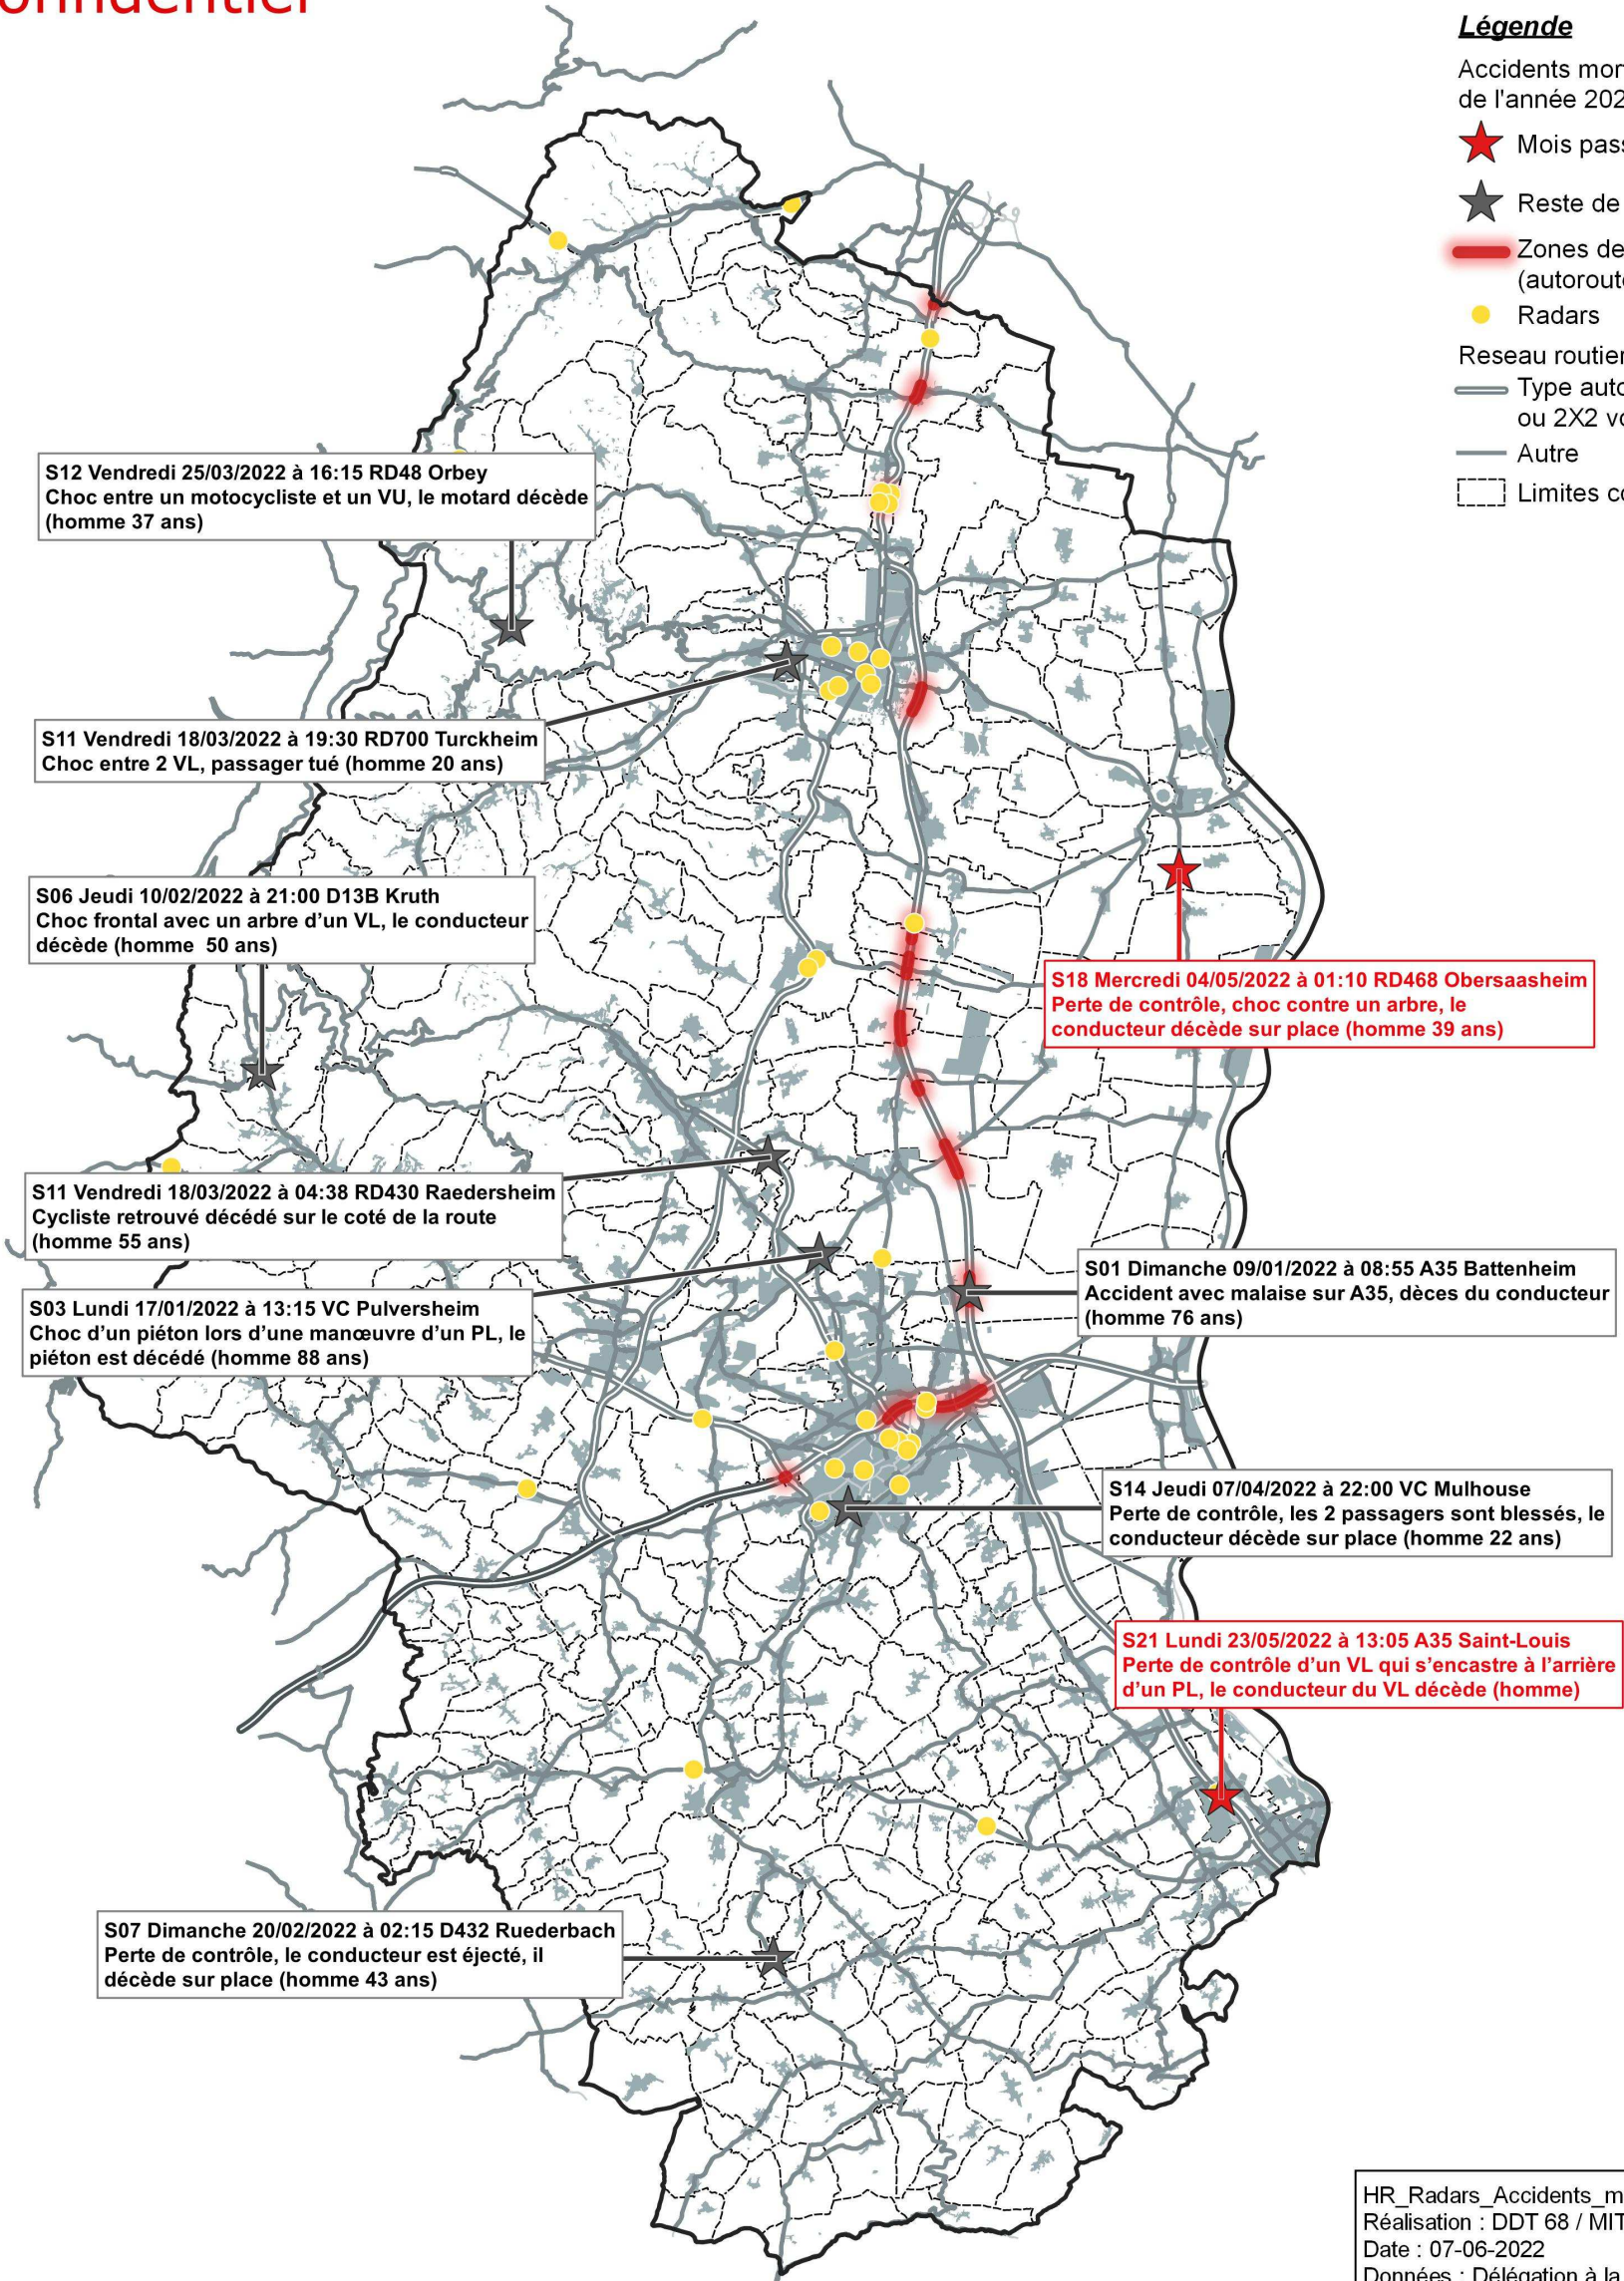 Légende
Accidents
de l'année
Mois
Reste de
Zones de
Radars
Reseau routier
Type
ou 2X2
Autre
Limites
S12 Vendredi 25/03/2022 à 16:15 RD48 Orbey
Choc entre un motocycliste et un VU, le motard décède
(homme 37 ans)
S11 Vendredi 18/03/2022 à 19:30 RD700 Turckheim
Choc entre 2 VL, passager tué (homme 20 ans)
S06 Jeudi 10/02/2022 à 21:00 D13B Kruth
Choc frontal avec un arbre d’un VL, le conducteur
décède (homme  50 ans)
S18 Mercredi 04/05/2022 à 01:10 RD468 Obersaasheim
Perte de contrôle, choc contre un arbre, le
conducteur décède sur place (homme 39 ans)
S11 Vendredi 18/03/2022 à 04:38 RD430 Raedersheim
Cycliste retrouvé décédé sur le coté de la route
(homme 55 ans)
S01 Dimanche 09/01/2022 à 08:55 A35 Battenheim
Accident avec malaise sur A35, dèces du conducteur
(homme 76 ans)
S03 Lundi 17/01/2022 à 13:15 VC Pulversheim
Choc d’un piéton lors d’une manœuvre d’un PL, le
piéton est décédé (homme 88 ans)
S14 Jeudi 07/04/2022 à 22:00 VC Mulhouse
Perte de contrôle, les 2 passagers sont blessés, le
conducteur décède sur place (homme 22 ans)
S21 Lundi 23/05/2022 à 13:05 A35 Saint-Louis
Perte de contrôle d’un VL qui s’encastre à l’arrière
d’un PL, le conducteur du VL décède (homme)
S07 Dimanche 20/02/2022 à 02:15 D432 Ruederbach
Perte de contrôle, le conducteur est éjecté, il
décède sur place (homme 43 ans)
Réalisation : DDT 68 /
Date : 07-06-2022
Données : Délégation à la